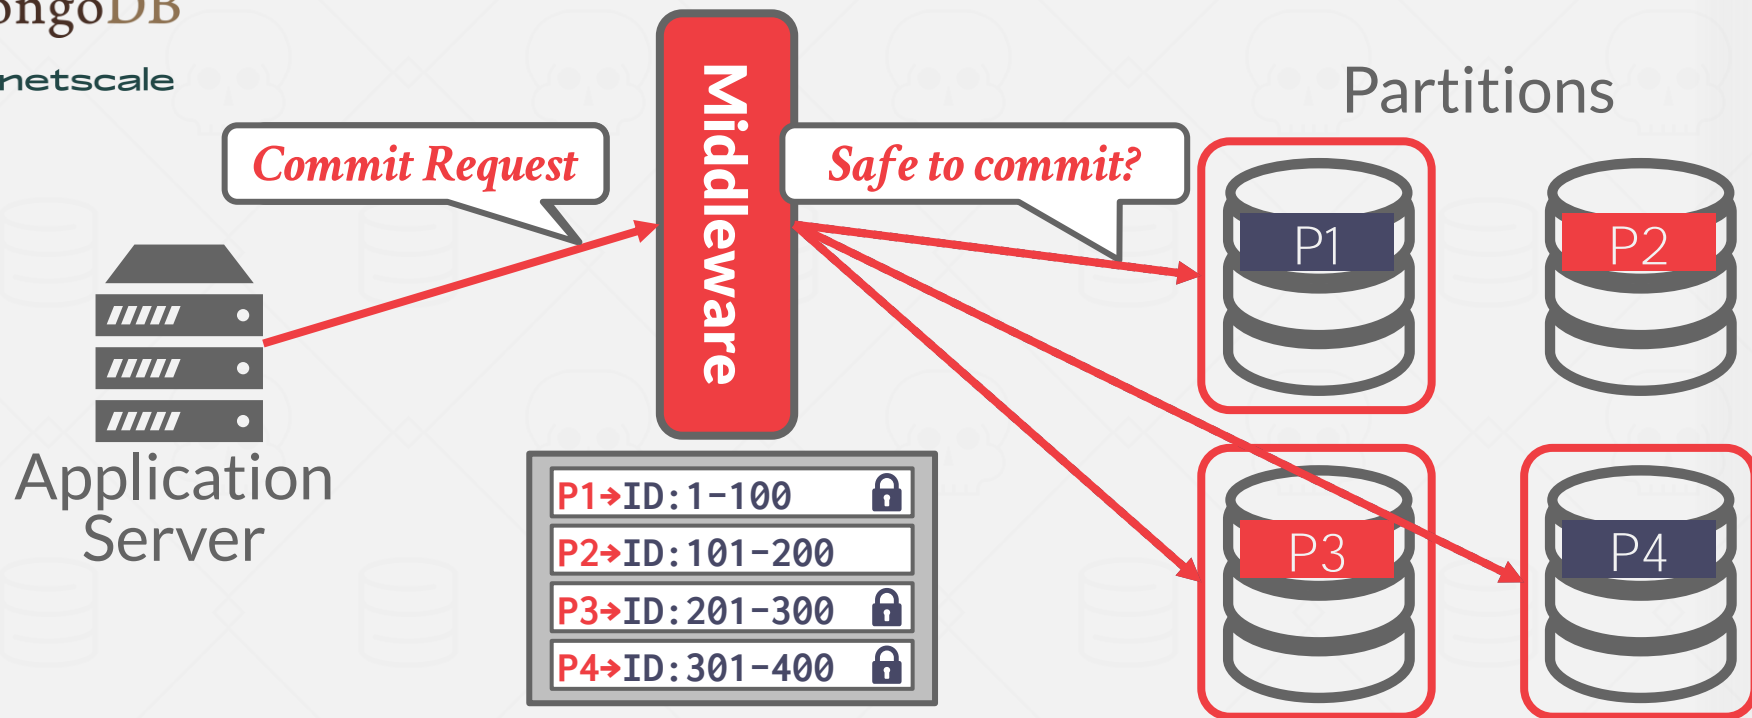 ongoDB
netscale
Partitions
Commit Request
Middleware
Safe to commit?
P1
P2
Application
Server
P1→ID:1-100
P2→ID:101-200
P3→ID:201-300
P4→ID:301-400
P3
P4